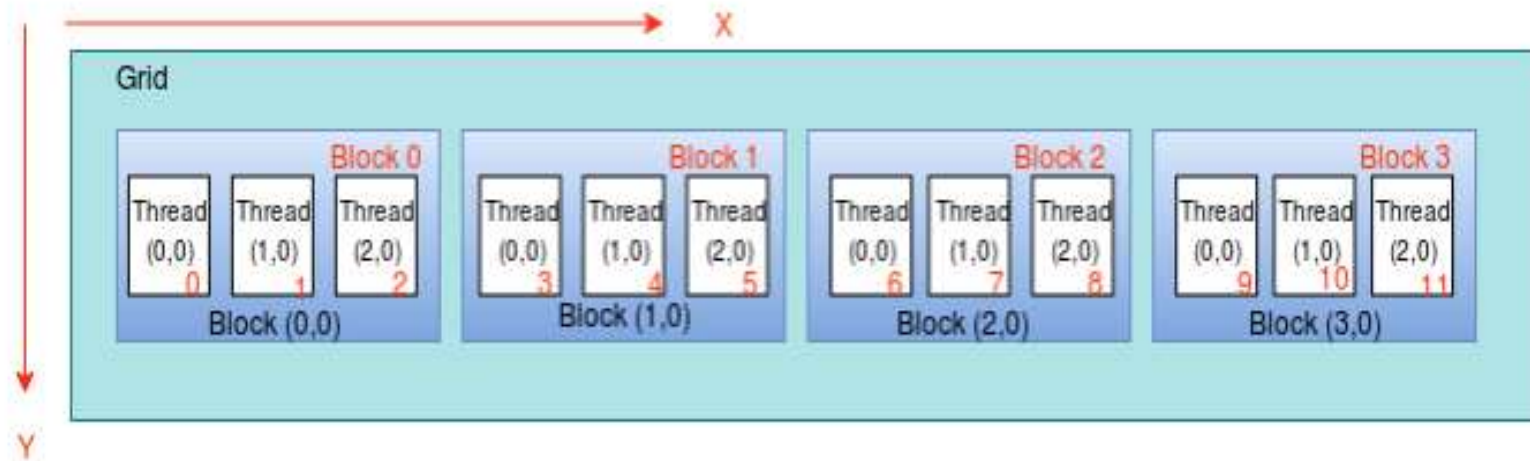 X
Grid
Block 0 Block 1 Block 2 Block 3
Thread Thread Thread Thread Thread Thread Thread Thread Thread Thread Thread Thread
(0,0) (1,0) (2,0) (0,0) (1,0) (2,0) (0,0) (1,0) (2,0) (0,0) (1,0) (2,0)
0 1 2 3 4 5 6 7 8 9 10 11
Block (0,0) Block (1,0) Block (2,0) Block (3,0)
Y